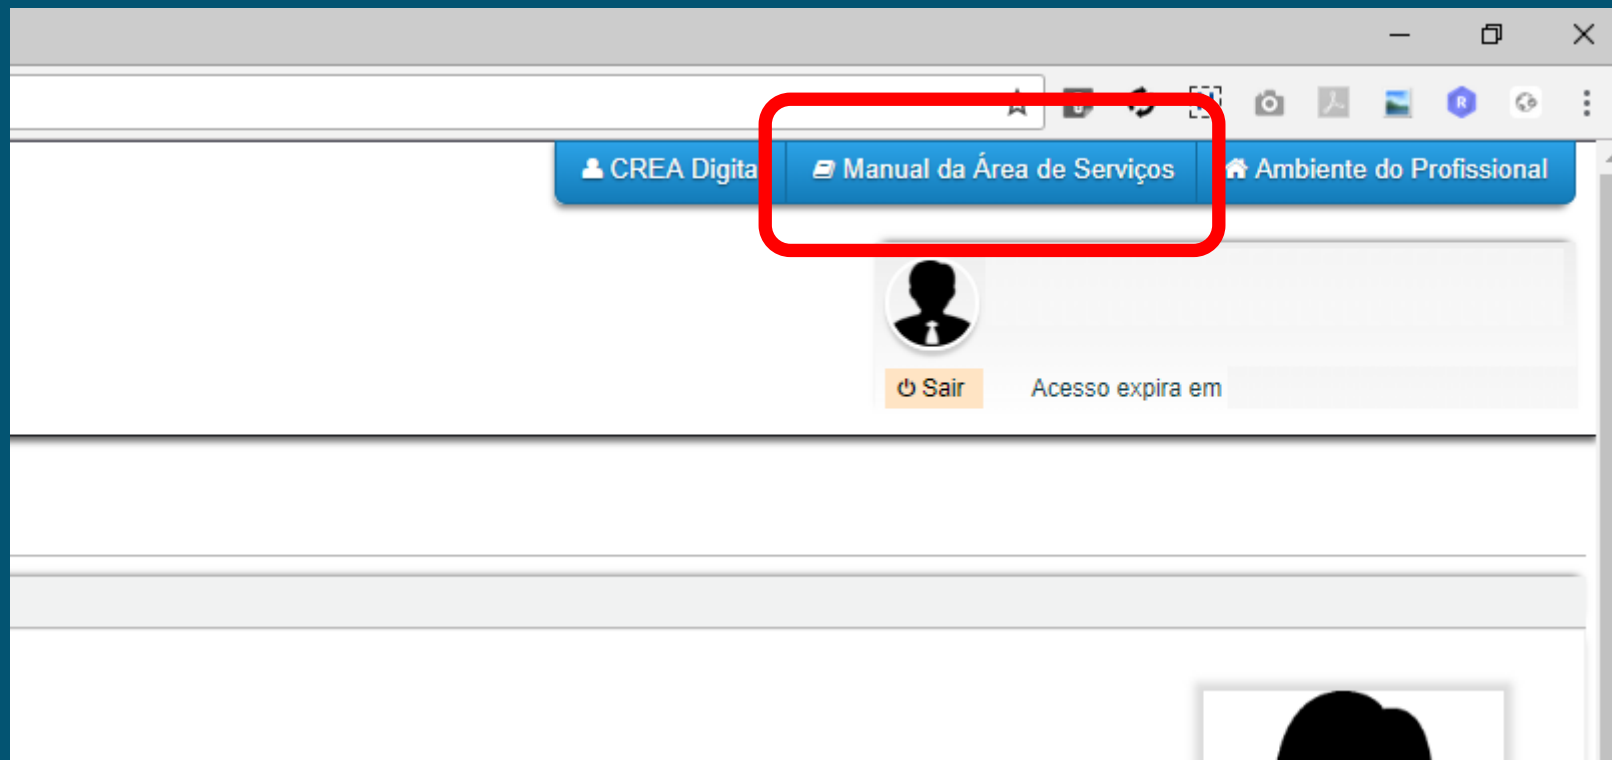 CREA Digita
Manual da Área de Serviços
Ambiente do Profissional
Sair
Acesso expira em